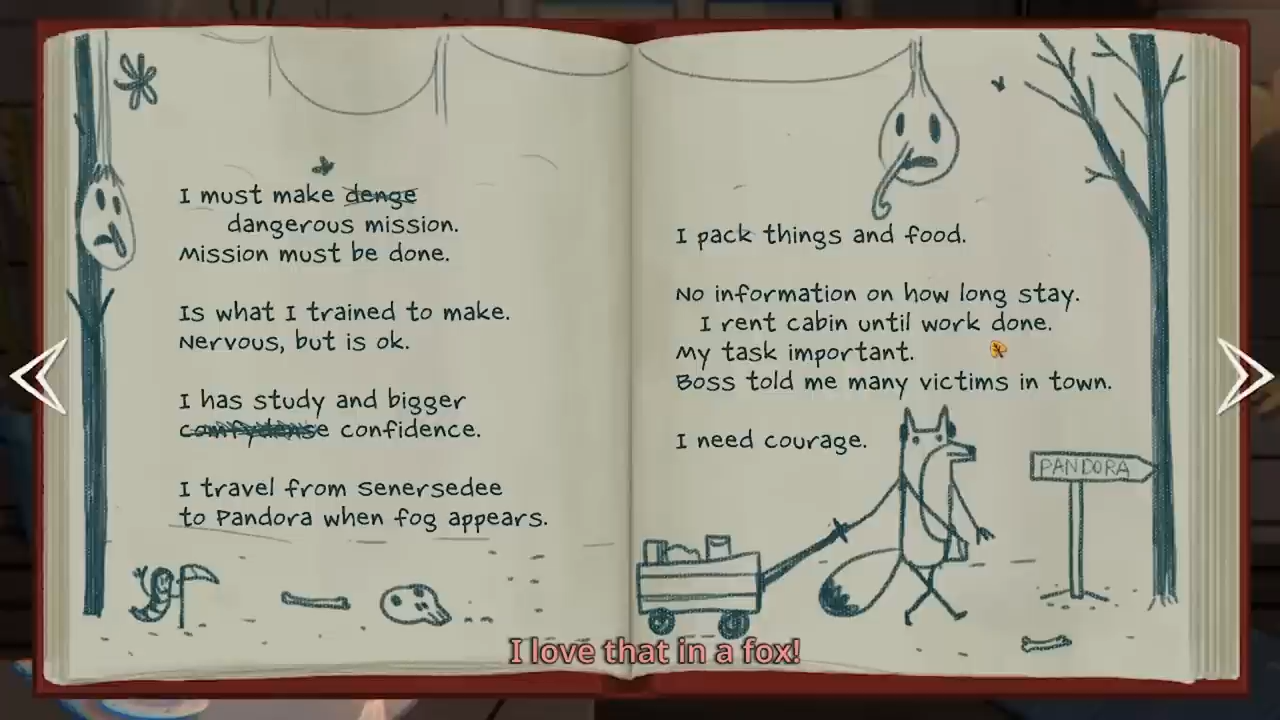 I must make denge
dangerous mission.
Mission must be done.
Is what I trained to make.
Nervous, but is ok.
I has study and bigger
comfydense confidence.
I travel from Senersedee
to Pandora when fog appears.
I pack things and food.
No information on how long stay.
I rent cabin until work done.
My task important.
Boss told me many victims in town.
I need courage.
PANDORA
I love that in a fox!